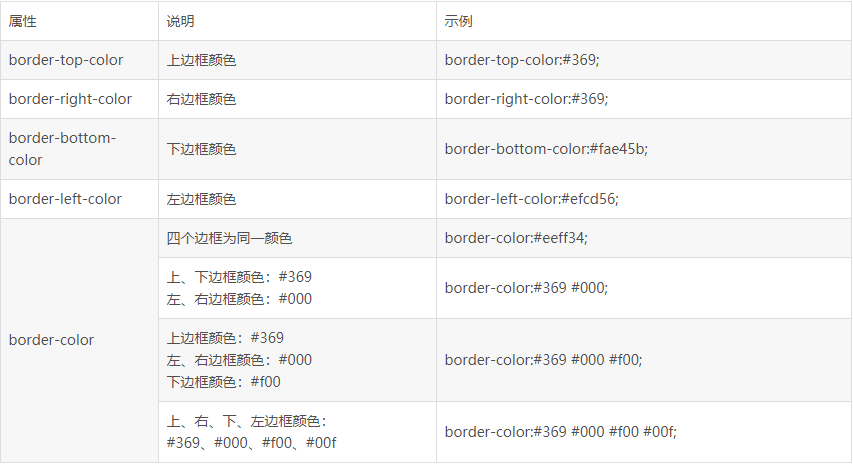 属性 说明 示例
border-top-color 上边框颜色 border-top-color:#369;
border-right-color 右边框颜色 border-right-color:#369;
border-bottom-
color 下边框颜色 border-bottom-color:#fae45b;
border-left-color 左边框颜色 border-left-color:#efcd56;
border-color
四个边框为同一颜色 border-color:#eeff34;
上、下边框颜色：#369
左、右边框颜色：#000
border-color:#369 #000;
上边框颜色：#369
左、右边框颜色：#000
下边框颜色：#f00
border-color:#369 #000 #f00;
上、右、下、左边框颜色：
#369、#000、#f00、#00f
border-color:#369 #000 #f00 #00f;